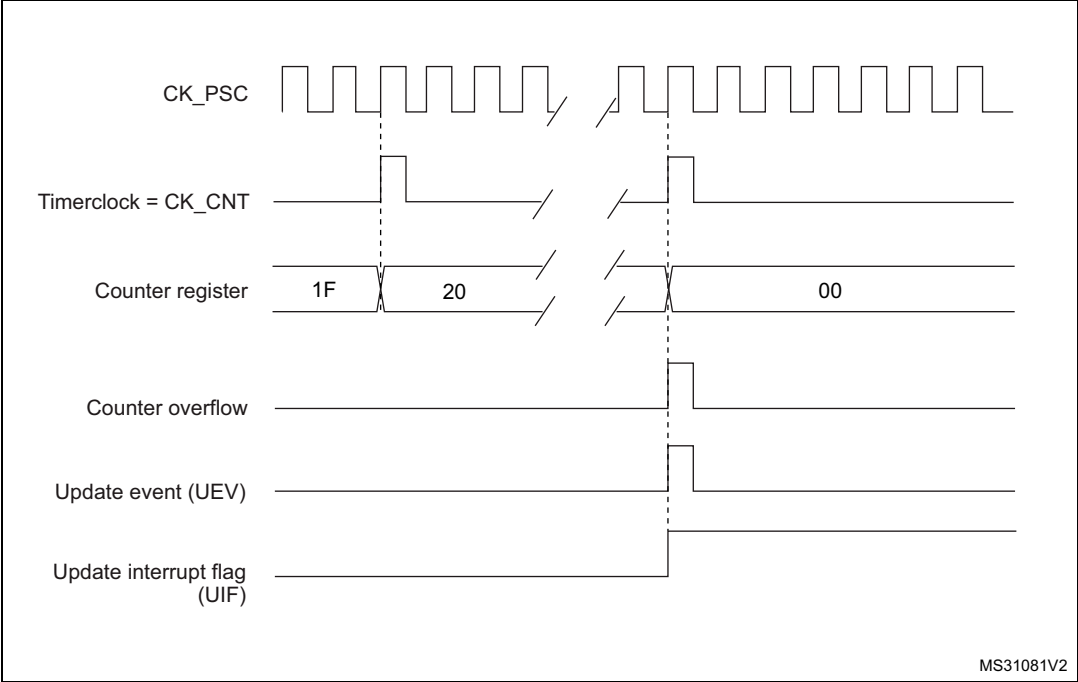 CK_PSC
Timerclock = CK_CNT
Counter register
1F
20
00
Counter overflow
Update event (UEV)
Update interrupt flag
(UIF)
MS31081V2